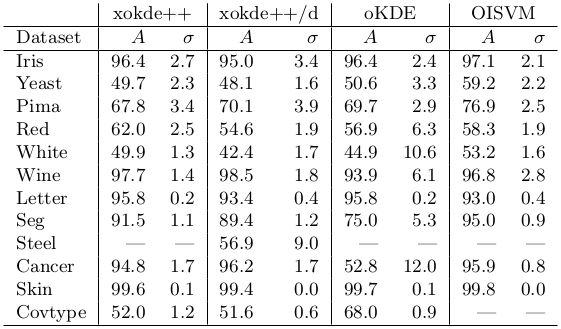 xokde++ xokde++/d oKDE OISVM
Dataset A σ A σ A σ A σ
Iris 96.4 2.7 95.0 3.4 96.4 2.4 97.1 2.1
Yeast 49.7 2.3 48.1 1.6 50.6 3.3 59.2 2.2
Pima 67.8 3.4 70.1 3.9 69.7 2.9 76.9 2.5
Red 62.0 2.5 54.6 1.9 56.9 6.3 58.3 1.9
White 49.9 1.3 42.4 1.7 44.9 10.6 53.2 1.6
Wine 97.7 1.4 98.5 1.8 93.9 6.1 96.8 2.8
Letter 95.8 0.2 93.4 0.4 95.8 0.2 93.0 0.4
Seg 91.5 1.1 89.4 1.2 75.0 5.3 95.0 0.9
Steel — — 56.9 9.0 — — — —
Cancer 94.8 1.7 96.2 1.7 52.8 12.0 95.9 0.8
Skin 99.6 0.1 99.4 0.0 99.7 0.1 99.8 0.0
Covtype 52.0 1.2 51.6 0.6 68.0 0.9 — —